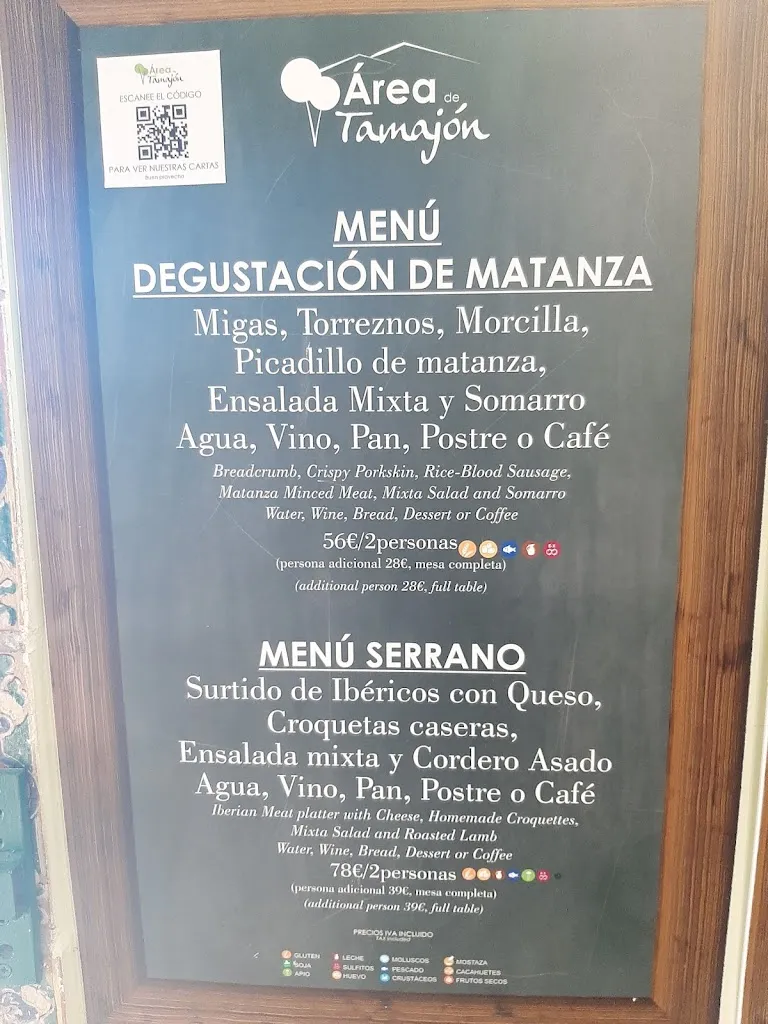 Área de
Tamajón
ESCANEE EL CÓDIGO
PARA VER NUESTRAS CARTAS
Área de
Tamajón
MENÚ
DEGUSTACIÓN DE MATANZA
Migas, Torreznos, Morcilla,
Picadillo de matanza,
Ensalada Mixta y Somarro
Agua, Vino, Pan, Postre o Café
Breadcrumb, Crispy Porkskin, Rice-Blood Sausage,
Matanza Minced Meat, Mixta Salad and Somarro
Water, Wine, Bread, Dessert or Coffee
56€/2personas
(persona adicional 28€, mesa completa)
(additional person 28€, full table)
MENÚ SERRANO
Surtido de Ibéricos con Queso,
Croquetas caseras,
Ensalada mixta y Cordero Asado
Agua, Vino, Pan, Postre o Café
Iberian Meat platter with Cheese, Homemade Croquettes,
Mixta Salad and Roasted Lamb
Water, Wine, Bread, Dessert or Coffee
78€/2personas
(persona adicional 39€, mesa completa)
(additional person 39€, full table)
PRECIOS IVA INCLUIDO
TAX Included
GLUTEN LECHE MOLUSCOS MOSTAZA
SOJA SULFITOS PESCADO CACAHUETES
APIO HUEVO CRUSTÁCEOS FRUTOS SECOS